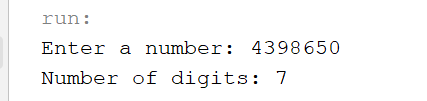 run:
Enter a number: 4398650
Number of digits: 7